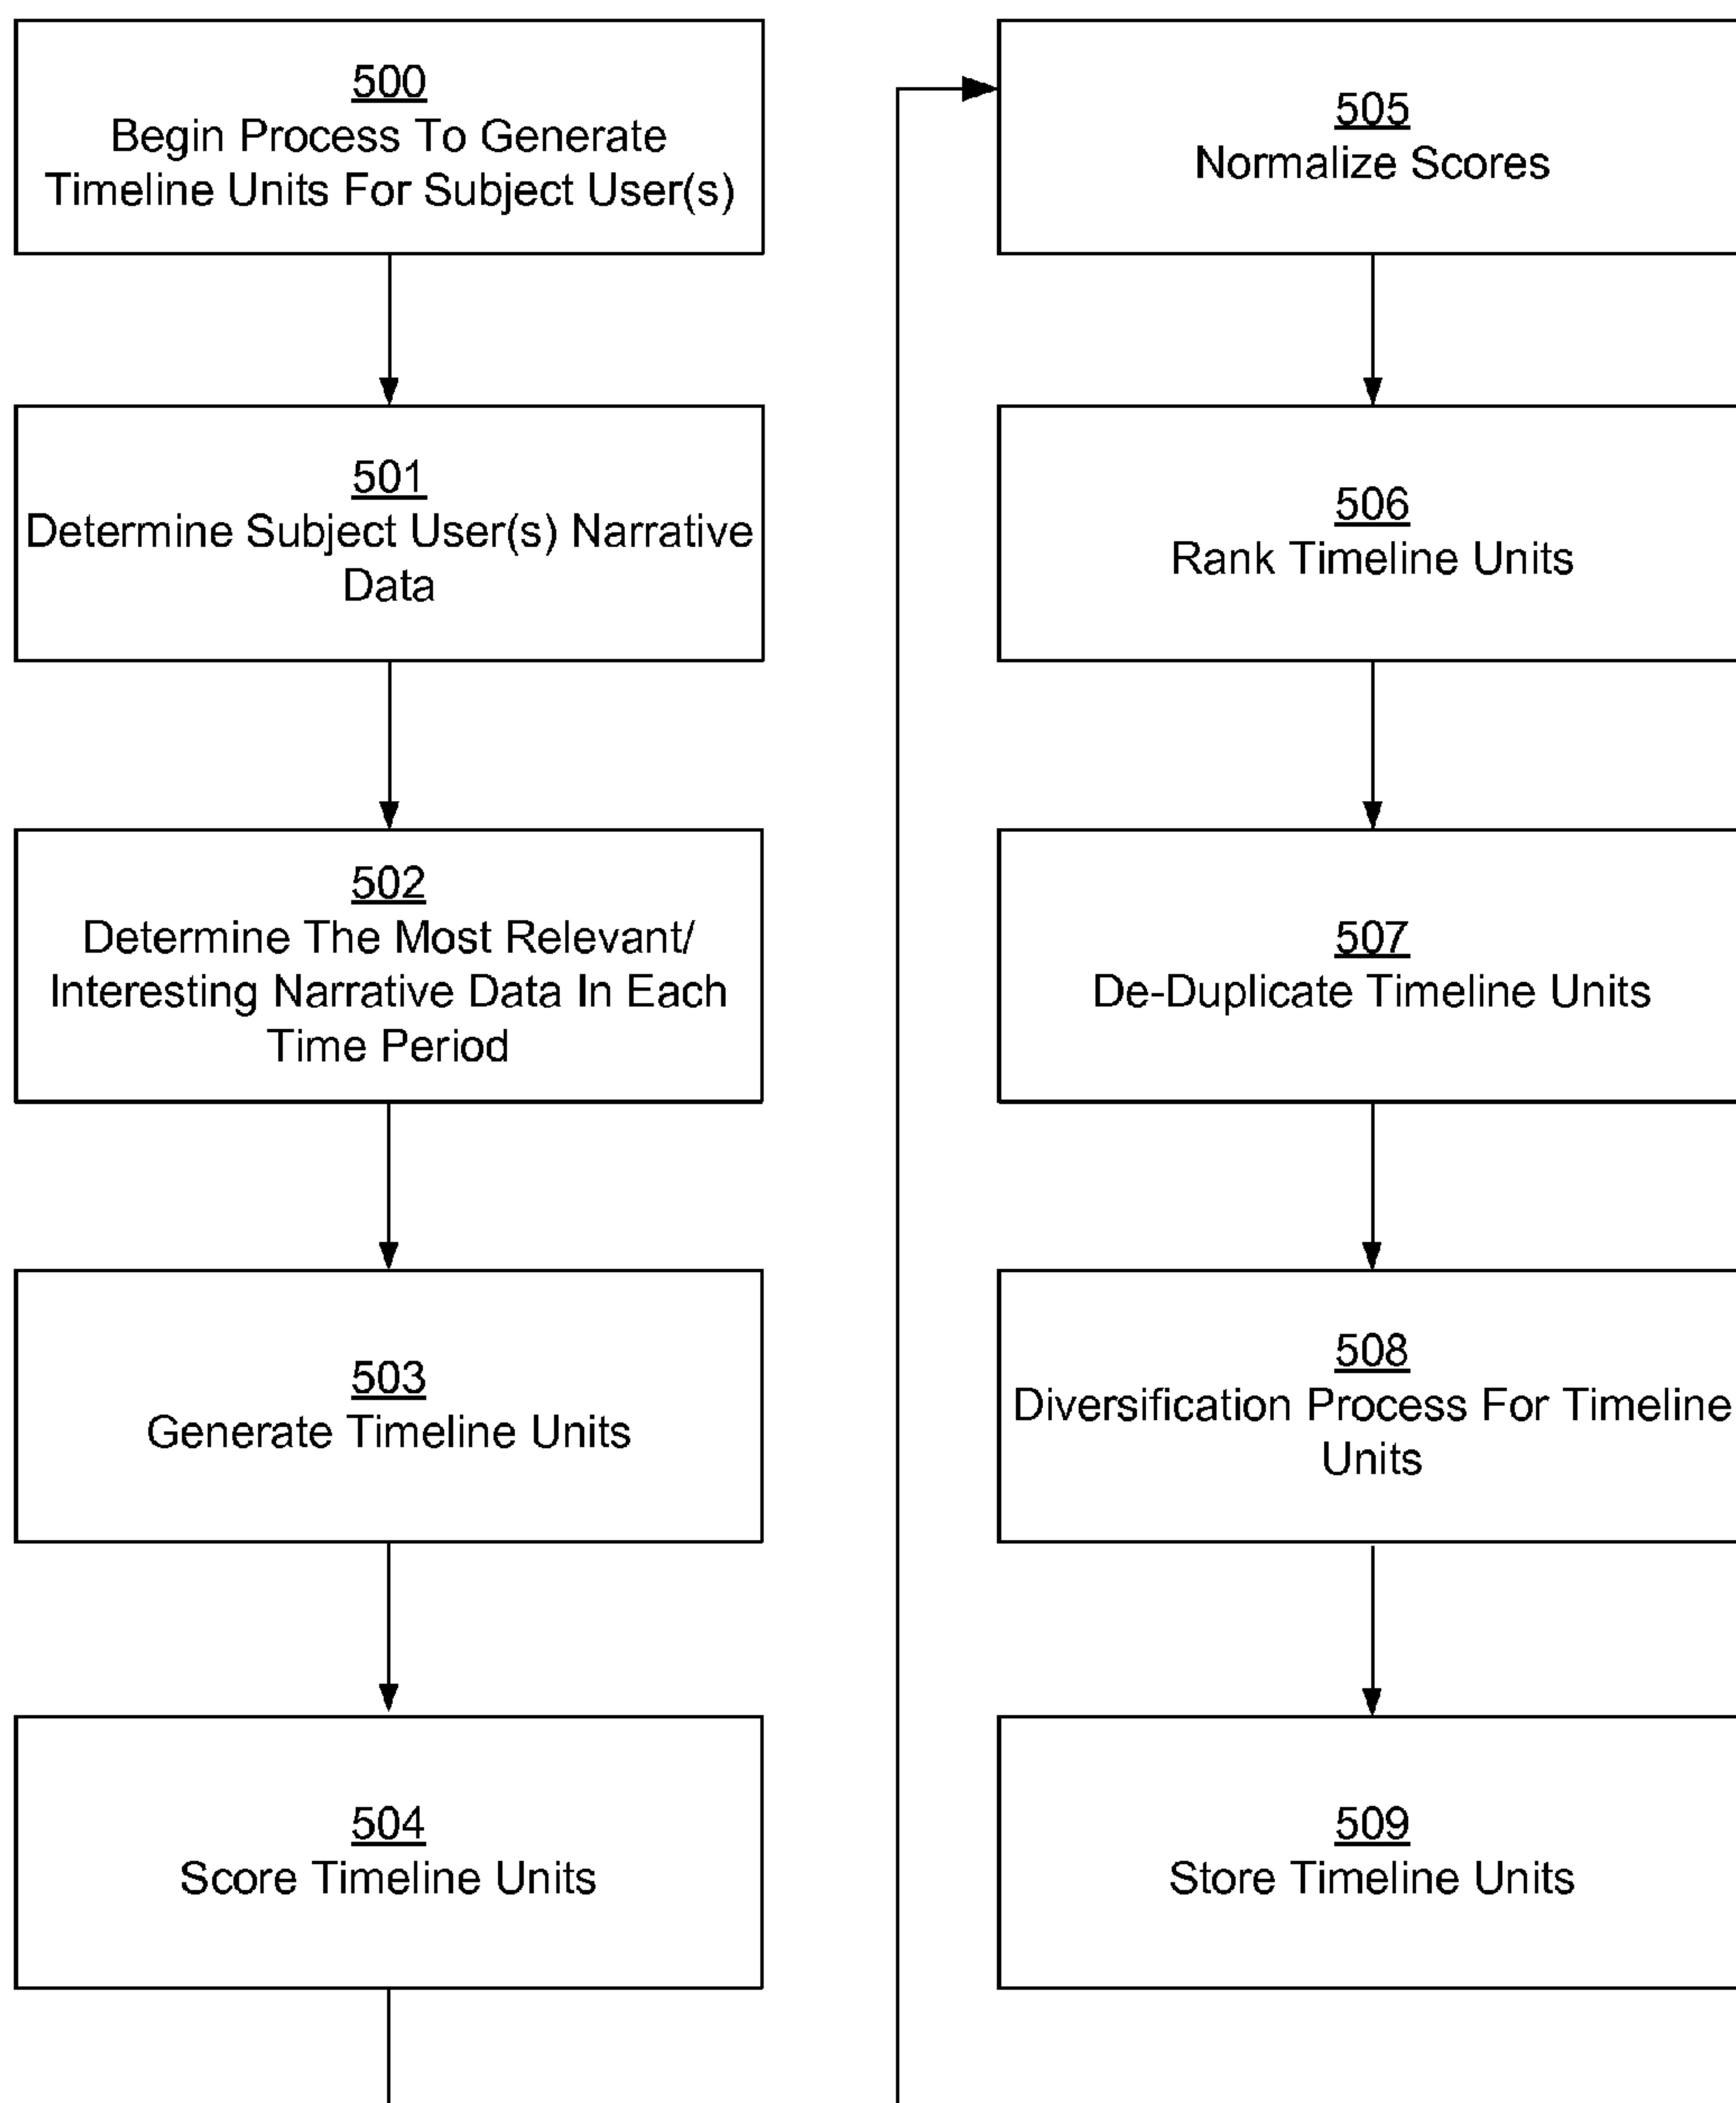 500
Begin Process To Generate
Timeline Units For Subject User(s)
501
Determine Subject User(s) Narrative
Data
502
Determine The Most Relevant/
Interesting Narrative Data In Each
Time Period
503
Generate Timeline Units
504
Score Timeline Units
505
Normalize Scores
506
Rank Timeline Units
507
De-Duplicate Timeline Units
508
Diversification Process For Timeline
Units
509
Store Timeline Units